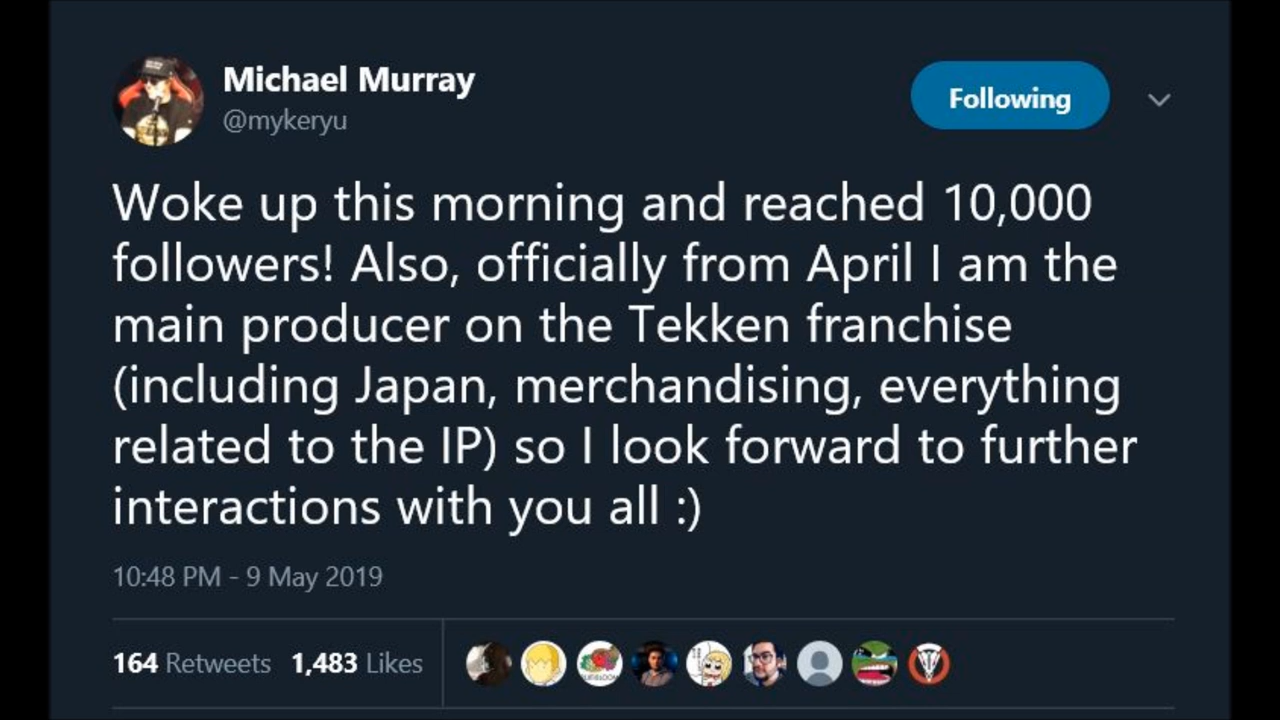 Michael Murray
@mykeryu
Following
Woke up this morning and reached 10,000
followers! Also, officially from April I am the
main producer on the Tekken franchise
(including Japan, merchandising, everything
related to the IP) so I look forward to further
interactions with you all :)
10:48 PM - 9 May 2019
164 Retweets 1,483 Likes